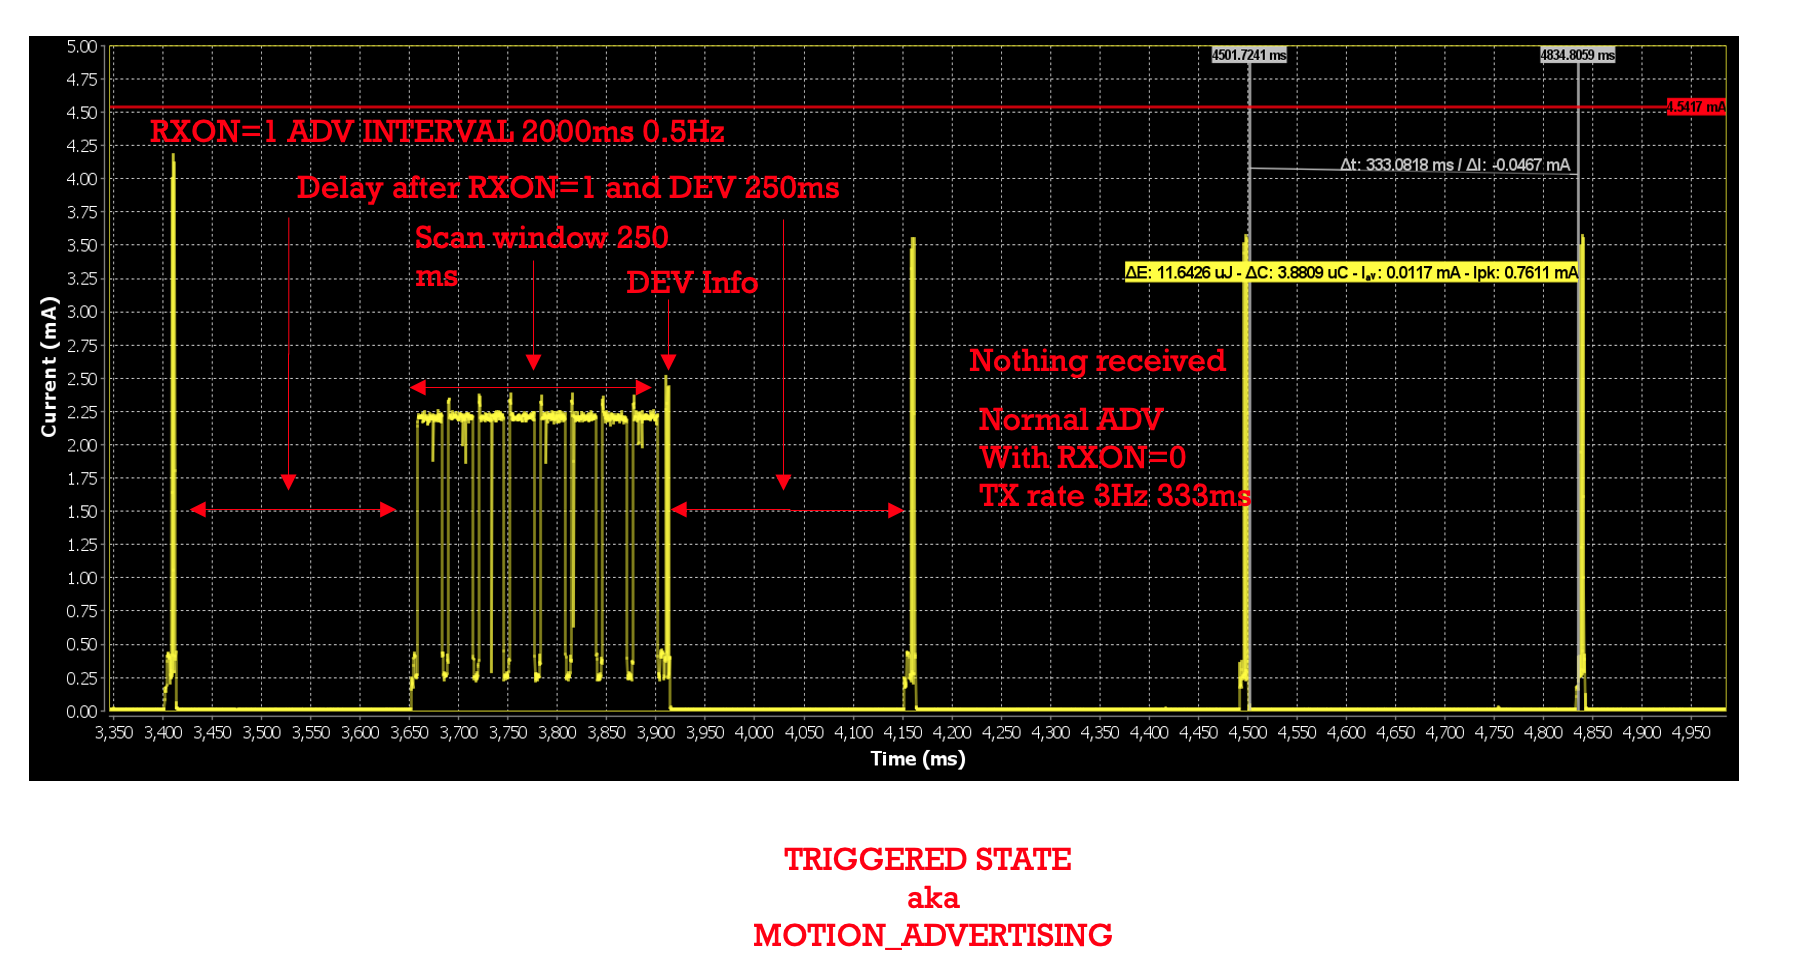 5.00
4501.7241 ms
4834.8059 ms
4.75
4.50
4.5417 mA
RXON=1 ADV INTERVAL 2000ms 0.5Hz
4.25
Δt: 333.0818 ms / ΔI: -0.0467 mA
4.00
Delay after RXON=1 and DEV 250ms
3.75
Scan window 250
ms
3.50
DEV Info
ΔE: 11.6426 uJ - ΔC: 3.8809 uC - Iav: 0.0117 mA - Ipk: 0.7611 mA
3.25
3.00
2.75
Nothing received
2.50
2.25
Normal ADV
With RXON=0
TX rate 3Hz 333ms
2.00
1.75
1.50
1.25
1.00
0.75
0.50
0.25
0.00
Current (mA)
3,350 3,400 3,450 3,500 3,550 3,600 3,650 3,700 3,750 3,800 3,850 3,900 3,950 4,000 4,050 4,100 4,150 4,200 4,250 4,300 4,350 4,400 4,450 4,500 4,550 4,600 4,650 4,700 4,750 4,800 4,850 4,900 4,950
Time (ms)
TRIGGERED STATE
aka
MOTION_ADVERTISING